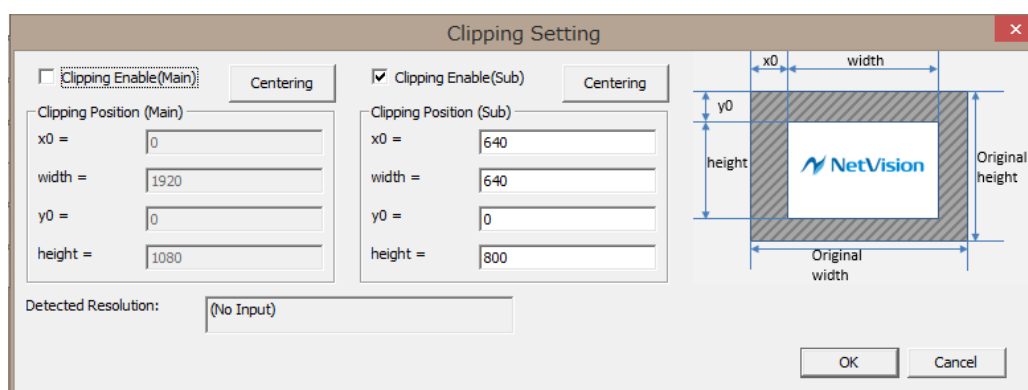 Clipping Setting
Clipping Enable(Main)
Centering
Clipping Enable(Sub)
Centering
Clipping Position (Main)
x0 =
0
width =
1920
y0 =
0
height =
1080
Clipping Position (Sub)
x0 =
640
width =
640
y0 =
0
height =
800
x0
width
y0
height
NetVision
Original
height
Original
width
Detected Resolution:
(No Input)
OK
Cancel